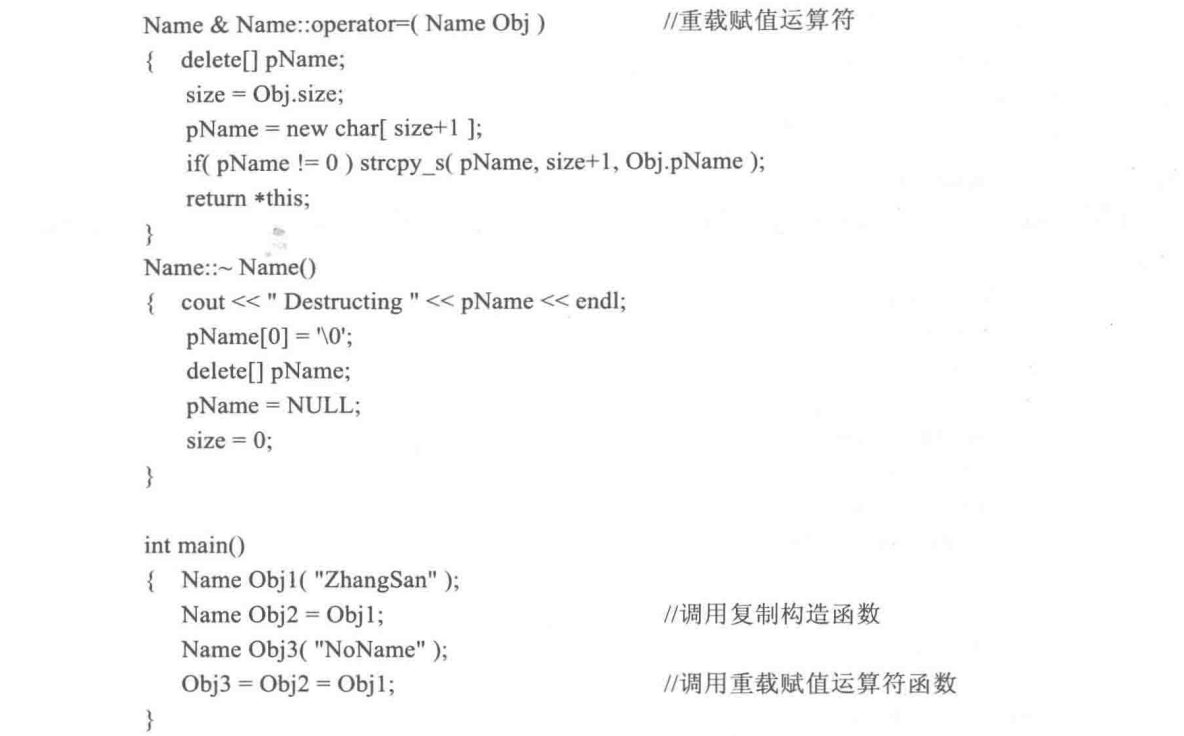 Name & Name::operator=( Name Obj ) //重载赋值运算符
{ delete[] pName;
size = Obj.size;
pName = new char[ size+1 ];
if( pName != 0 ) strcpy_s( pName, size+1, Obj.pName );
return *this;
}
Name::~ Name()
{ cout << " Destructing " << pName << endl;
pName[0] = '\0';
delete[] pName;
pName = NULL;
size = 0;
}
int main()
{ Name Obj1( "ZhangSan" );
Name Obj2 = Obj1; //调用复制构造函数
Name Obj3( "NoName" );
Obj3 = Obj2 = Obj1; //调用重载赋值运算符函数
}